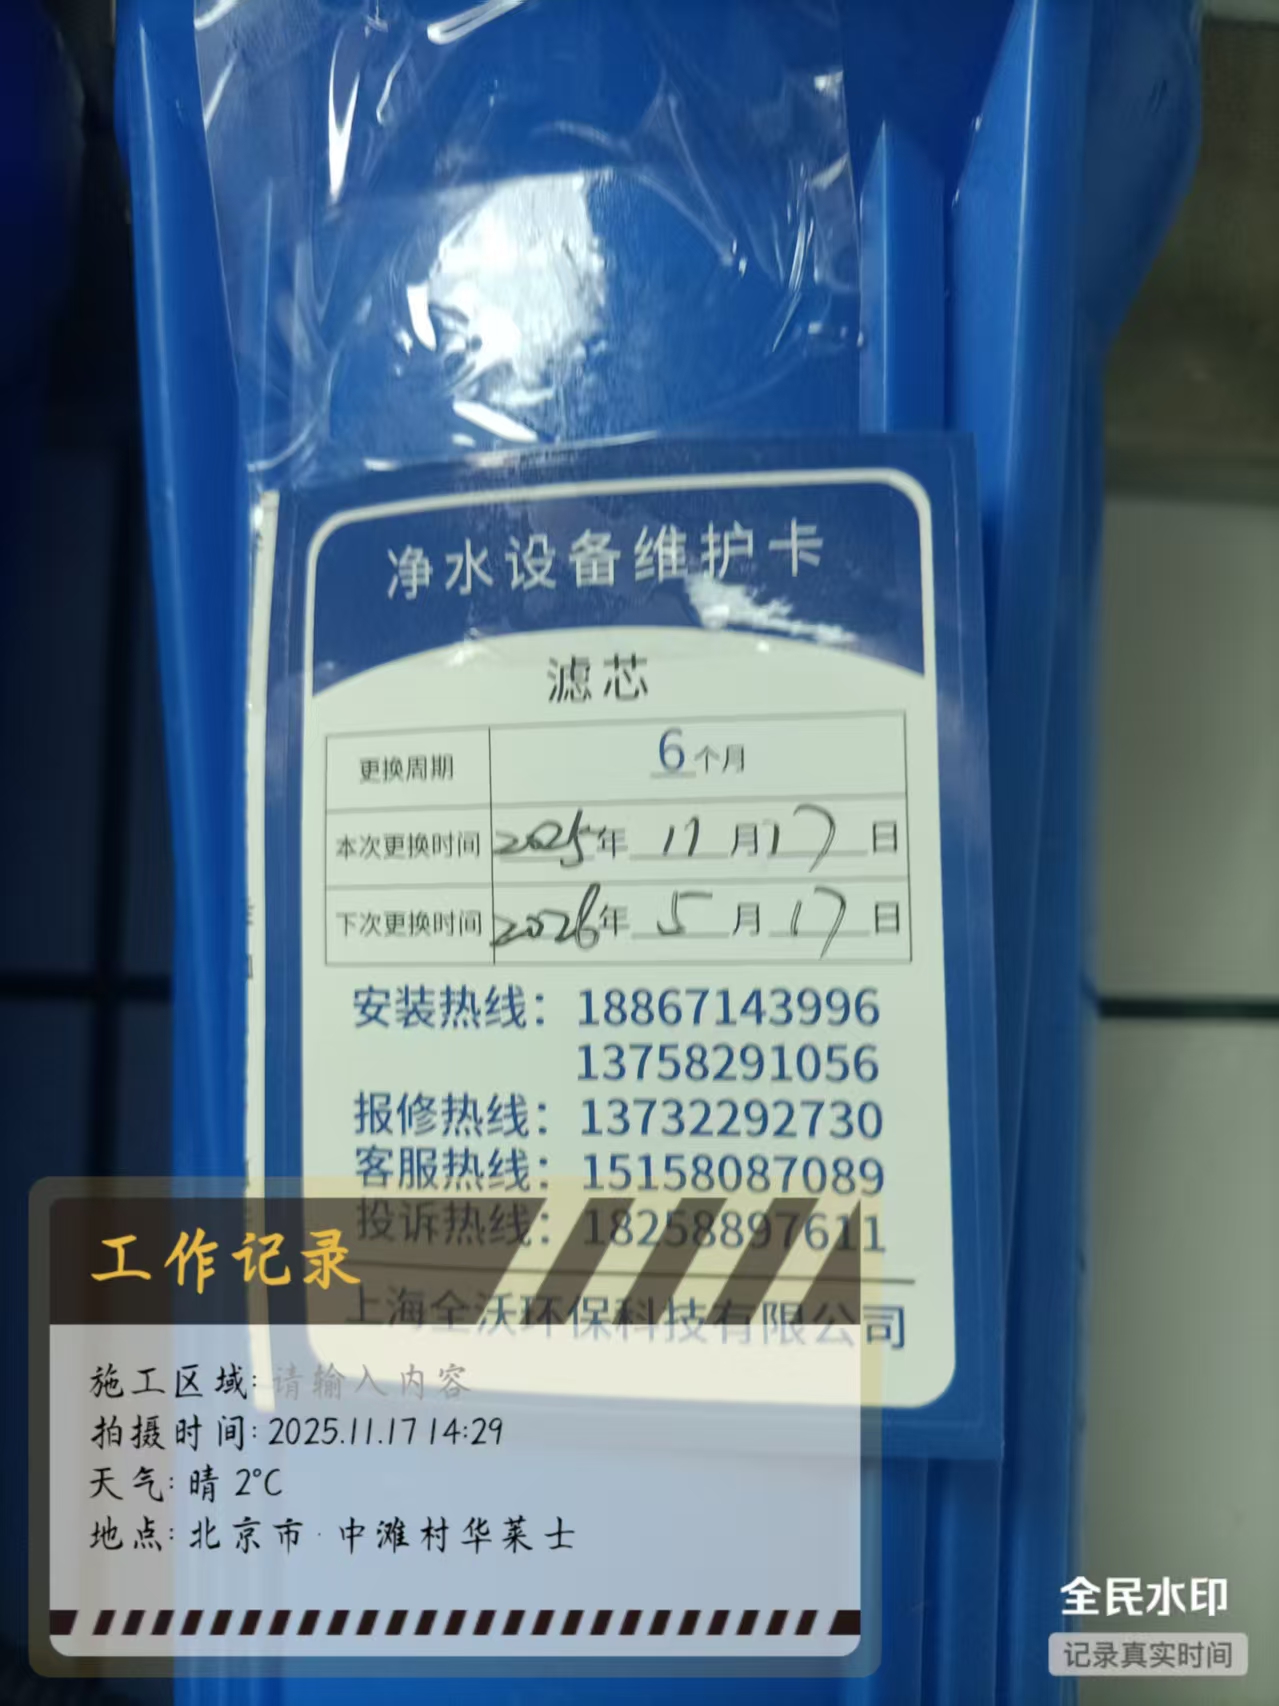 净水设备维护卡
滤芯
更换周期 6个月
本次更换时间 2025年 11月17日
下次更换时间 2026年 5月17日
安装热线：18867143996
13758291056
报修热线：13732292730
客服热线：15158087089
投诉热线：18258897611
上海全沃环保科技有限公司
工作记录
施工区域: 请输入内容
拍摄时间: 2025.11.17 14:29
天气: 晴 2℃
地点: 北京市·中滩村华莱士
全民水印
记录真实时间